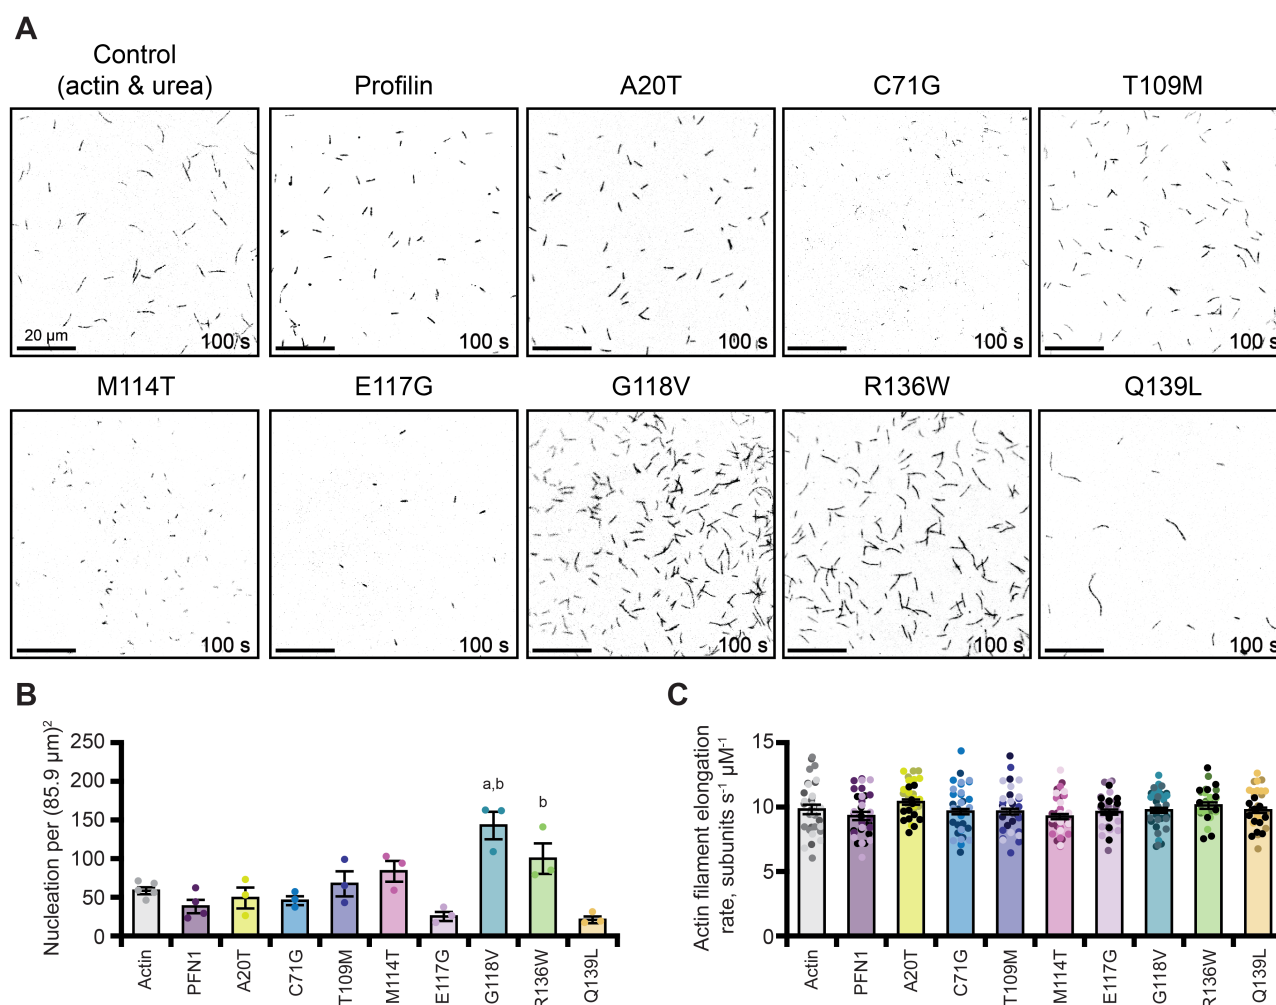 A
Control
(actin & urea)
Profilin
A20T
C71G
T109M
20 µm
100 s
100 s
100 s
100 s
100 s
M114T
E117G
G118V
R136W
Q139L
100 s
100 s
100 s
100 s
100 s
B
Nucleation per (85.9 µm)²
250
200
150
100
50
0
a,b
b
Actin
PFN1
A20T
C71G
T109M
M114T
E117G
G118V
R136W
Q139L
C
Actin filament elongation
rate, subunits s⁻¹ µM⁻¹
15
10
5
0
Actin
PFN1
A20T
C71G
T109M
M114T
E117G
G118V
R136W
Q139L